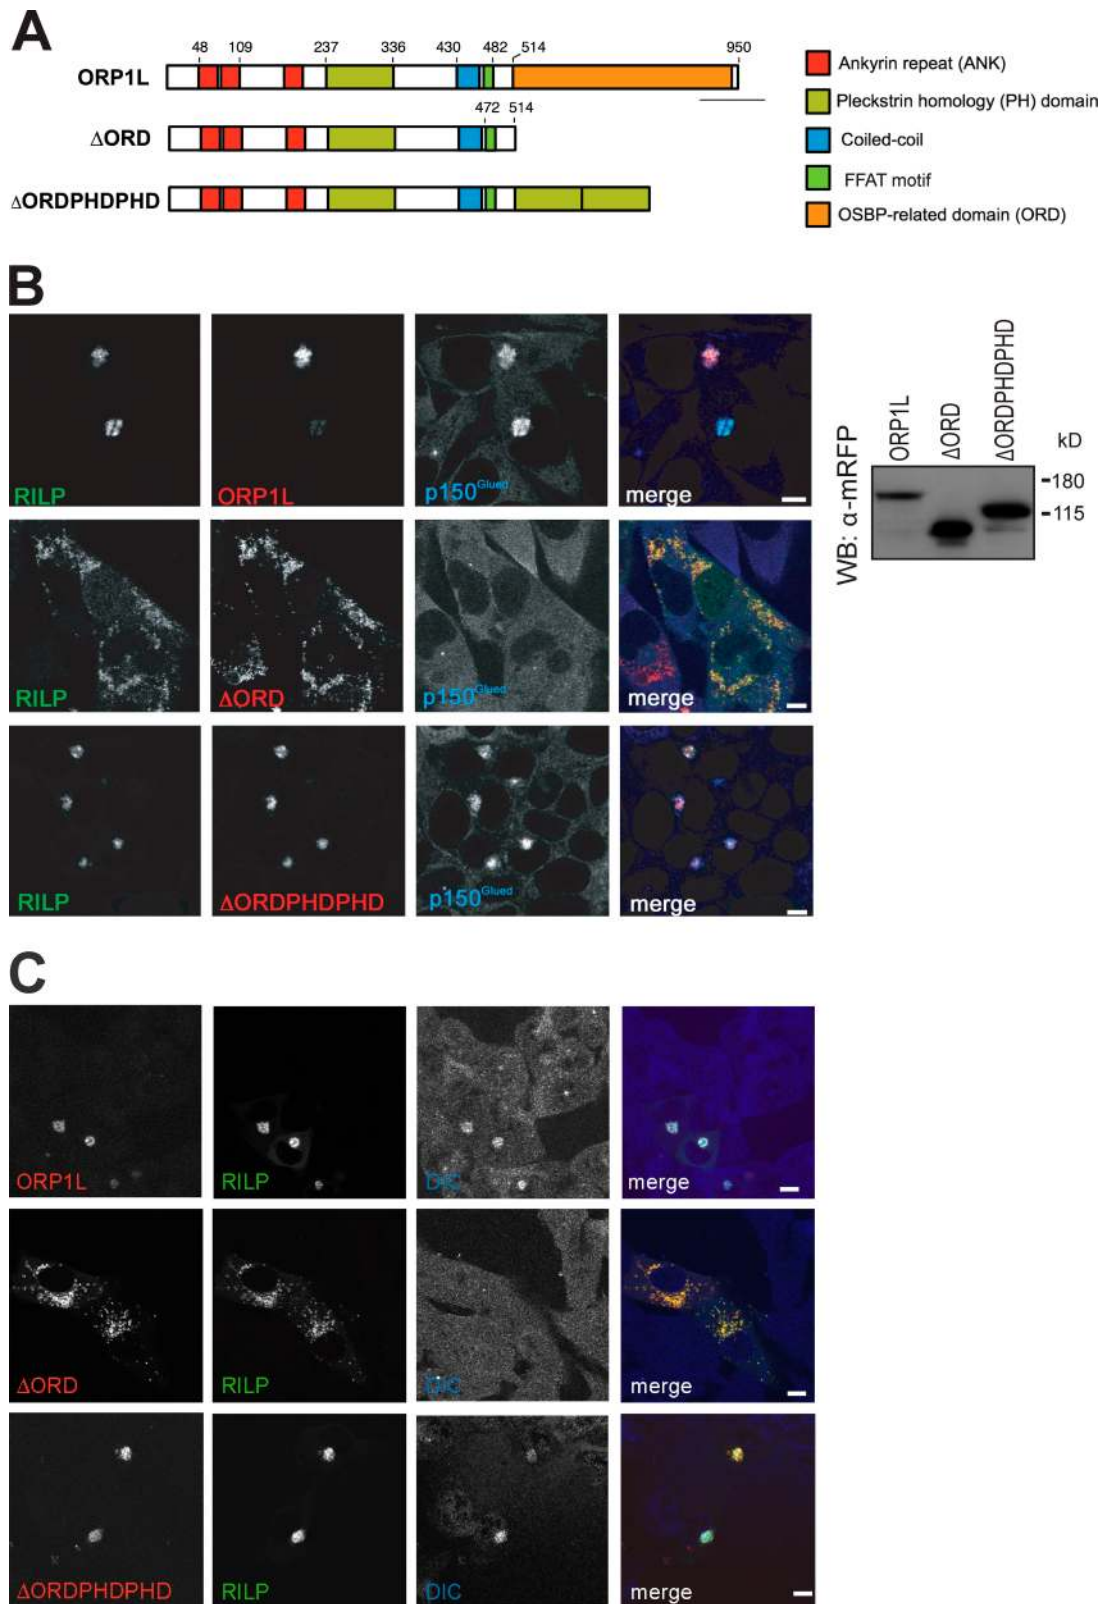 A
48 109 237 336 430 482 514 950
ORP1L
472 514
ΔORD
ΔORDPHDPHD
Ankyrin repeat (ANK)
Pleckstrin homology (PH) domain
Coiled-coil
FFAT motif
OSBP-related domain (ORD)
B
RILP ORP1L p150Glued merge
RILP ΔORD p150Glued merge
RILP ΔORDPHDPHD p150Glued merge
ORP1L ΔORD ΔORDPHDPHD kD
180
115
WB: α-mRFP
C
ORP1L RILP DIC merge
ΔORD RILP DIC merge
ΔORDPHDPHD RILP DIC merge